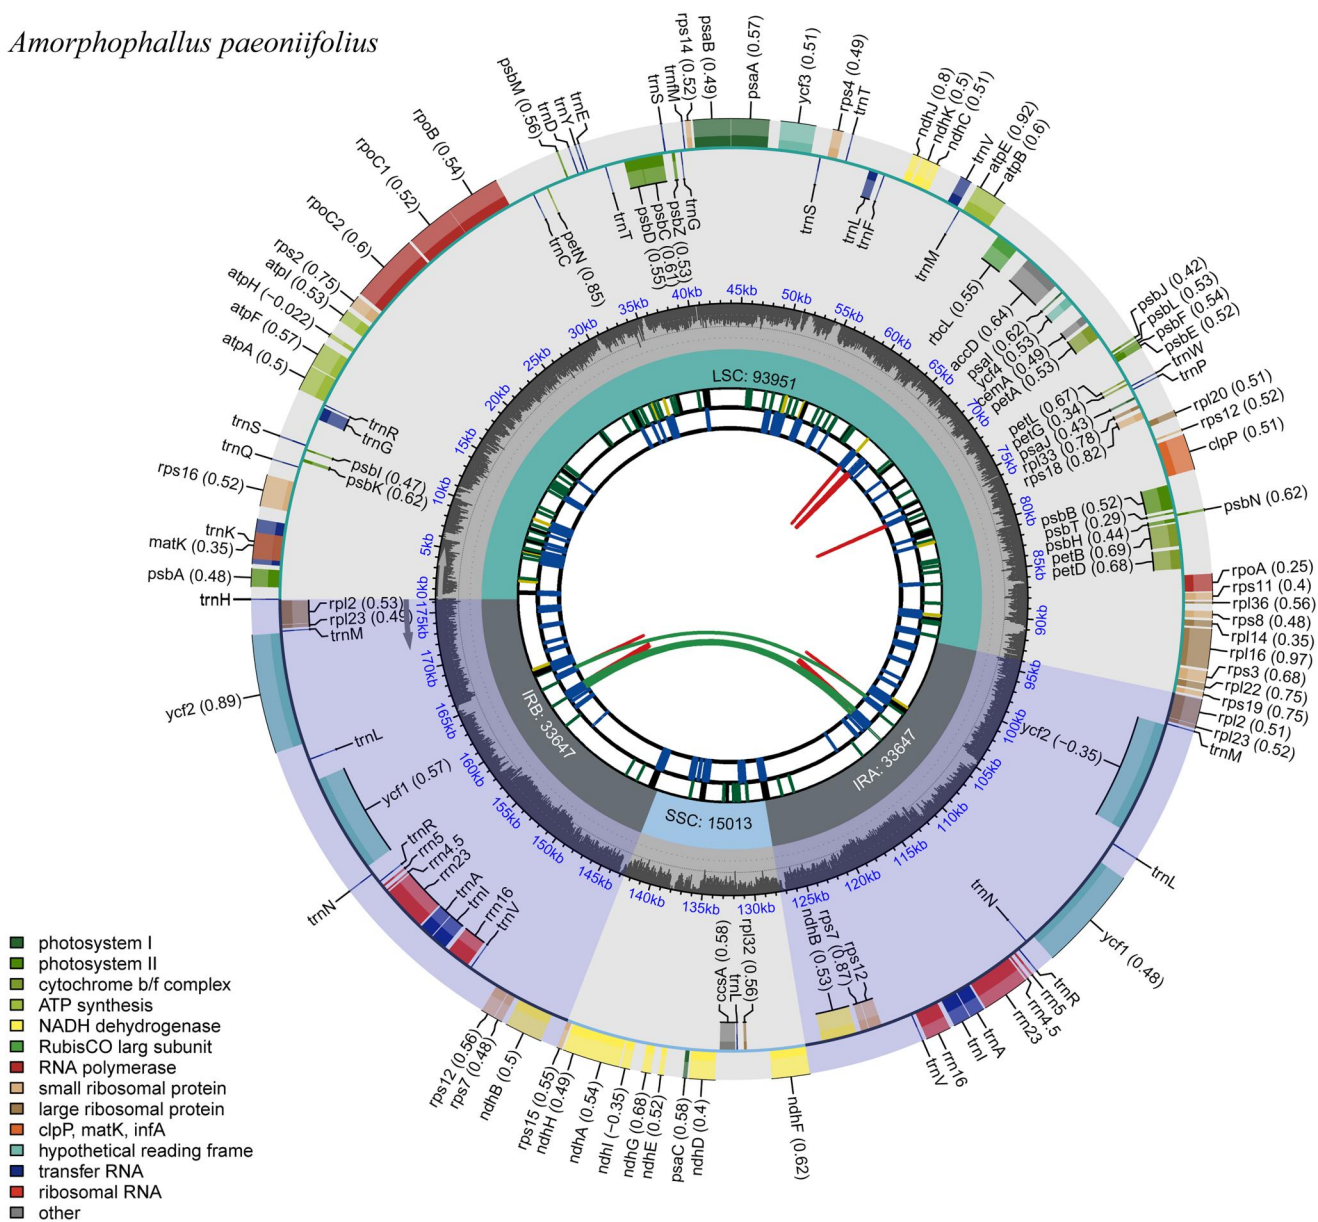 Amorphophallus paeoniifolius
psbM (0.56)
trnD
trnY
trnE
trnS
trnfM
rps14 (0.52)
psaB (0.49)
psaA (0.57)
ycf3 (0.51)
rps4 (0.49)
trnT
ndhJ (0.8)
ndhK (0.5)
ndhC (0.51)
trnV
atpE (0.92)
atpB (0.6)
psbJ (0.42)
psbL (0.53)
psbF (0.54)
psbE (0.52)
trnW
trnP
rpl20 (0.51)
rps12 (0.52)
clpP (0.51)
psbN (0.62)
rpoA (0.25)
rps11 (0.4)
rpl36 (0.56)
rps8 (0.48)
rpl14 (0.35)
rpl16 (0.97)
rps3 (0.68)
rpl22 (0.75)
rps19 (0.75)
rpl2 (0.51)
rpl23 (0.52)
trnM
trnL
ycf1 (0.48)
trnR
rrn5
rrn4.5
rrn23
trnA
trnI
rrn16
trnV
ndhF (0.62)
ndhD (0.4)
psaC (0.58)
ndhE (0.52)
ndhG (0.68)
ndhI (−0.35)
ndhA (0.54)
ndhH (0.49)
rps15 (0.55)
ndhB (0.5)
rps7 (0.48)
rps12 (0.56)
trnN
ycf2 (0.89)
trnH
psbA (0.48)
matK (0.35)
trnK
rps16 (0.52)
trnQ
trnS
atpA (0.5)
atpF (0.57)
atpH (−0.022)
atpI (0.53)
rps2 (0.75)
rpoC2 (0.6)
rpoC1 (0.52)
rpoB (0.54)
trnC
petN (0.85)
trnT
psbD (0.55)
psbC (0.61)
psbZ (0.53)
trnG
trnS
trnL
trnF
trnM
rbcL (0.55)
accD (0.64)
psaI (0.62)
ycf4 (0.53)
cemA (0.49)
petA (0.53)
petL (0.67)
petG (0.34)
psaJ (0.43)
rpl33 (0.78)
rps18 (0.82)
psbB (0.52)
psbT (0.29)
psbH (0.44)
petB (0.69)
petD (0.68)
ycf2 (−0.35)
trnN
rps12
rps7 (0.87)
ndhB (0.53)
rpl32 (0.56)
trnL
ccsA (0.58)
trnV
rrn16
trnI
trnA
rrn23
rrn4.5
rrn5
trnR
ycf1 (0.57)
trnL
trnM
rpl23 (0.49)
rpl2 (0.53)
psbK (0.62)
psbI (0.47)
trnG
trnR
0kb
5kb
10kb
15kb
20kb
25kb
30kb
35kb
40kb
45kb
50kb
55kb
60kb
65kb
70kb
75kb
80kb
85kb
90kb
95kb
100kb
105kb
110kb
115kb
120kb
125kb
130kb
135kb
140kb
145kb
150kb
155kb
160kb
165kb
170kb
175kb
LSC: 93951
IRB: 33647
IRA: 33647
SSC: 15013
photosystem I
photosystem II
cytochrome b/f complex
ATP synthesis
NADH dehydrogenase
RubisCO larg subunit
RNA polymerase
small ribosomal protein
large ribosomal protein
clpP, matK, infA
hypothetical reading frame
transfer RNA
ribosomal RNA
other